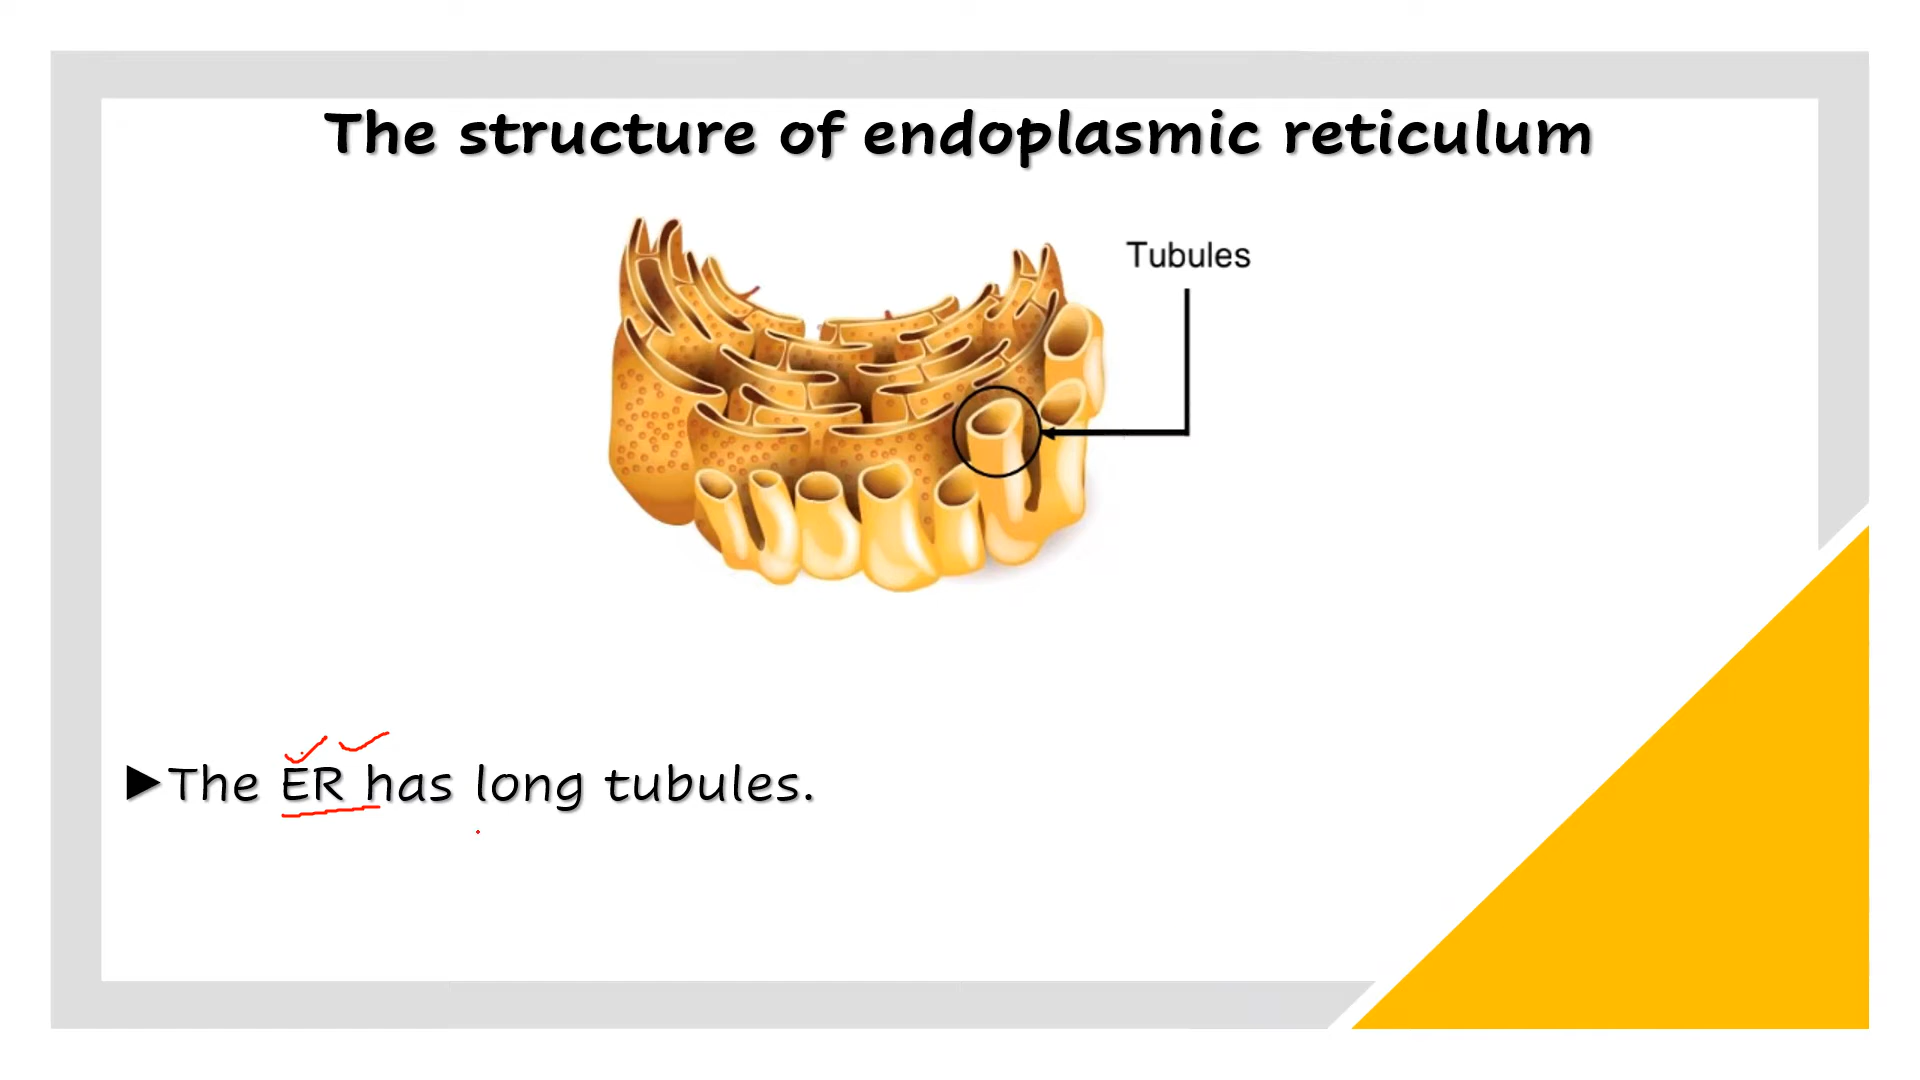 The structure of endoplasmic reticulum
Tubules
▶The ER has long tubules.